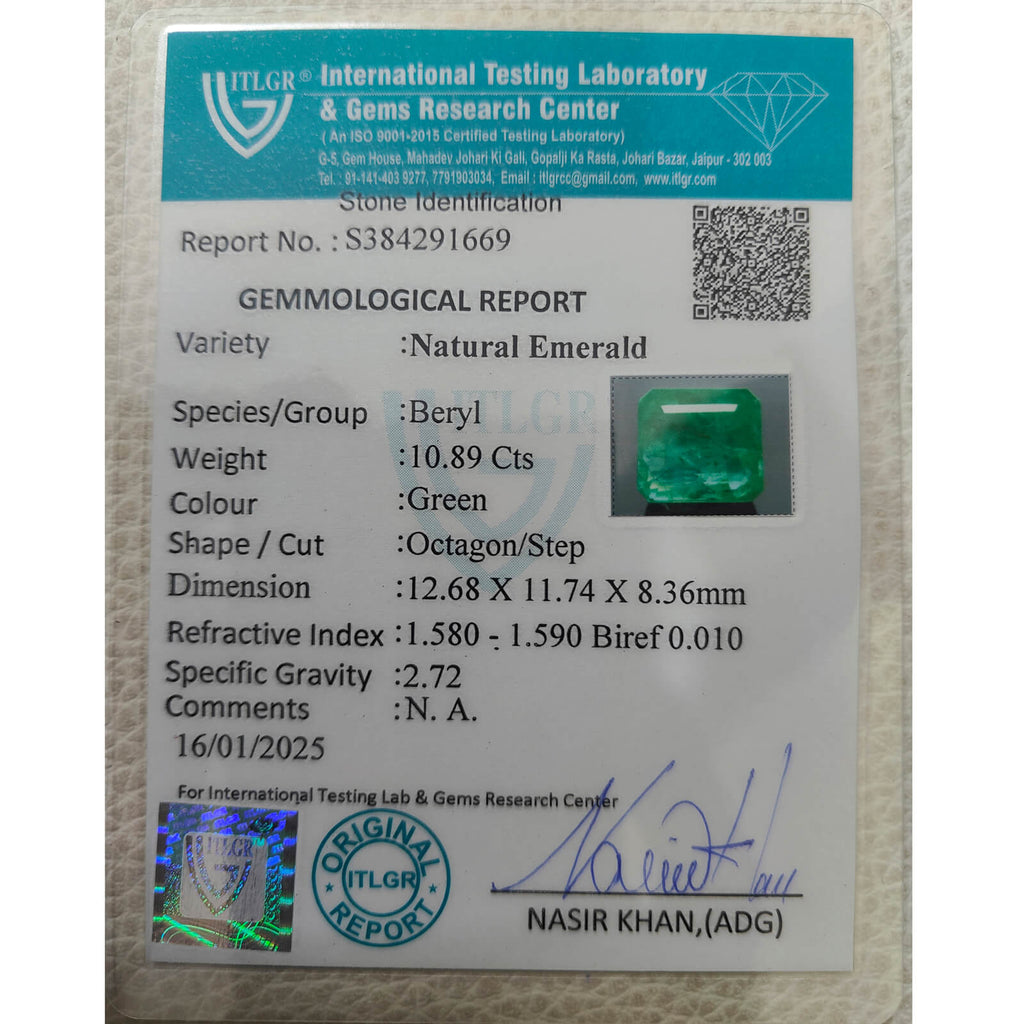 ITLGR®
International Testing Laboratory
& Gems Research Center
( An ISO 9001-2015 Certified Testing Laboratory)
G-5, Gem House, Mahadev Johari Ki Gali, Gopalji Ka Rasta, Johari Bazar, Jaipur - 302 003
Tel. : 91-141-403 9277, 7791903034, Email : itlgrcc@gmail.com, www.itlgr.com
Stone Identification
Report No. : S384291669
GEMMOLOGICAL REPORT
Variety :Natural Emerald
ITLGR
Species/Group :Beryl
Weight :10.89 Cts
Colour :Green
Shape / Cut :Octagon/Step
Dimension :12.68 X 11.74 X 8.36mm
Refractive Index :1.580 - 1.590 Biref 0.010
Specific Gravity :2.72
Comments :N. A.
16/01/2025
For International Testing Lab & Gems Research Center
ITLGR
ORIGINAL
ITLGR
REPORT
Nasir Khan
NASIR KHAN,(ADG)